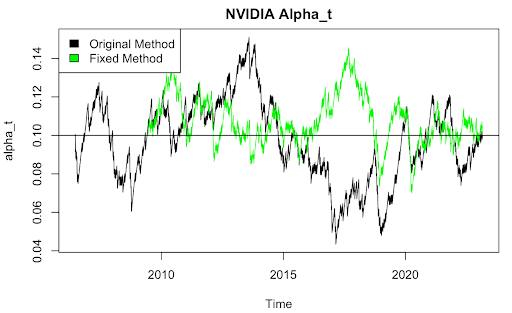 NVIDIA Alpha_t
Original Method
Fixed Method
alpha_t
0.14
0.12
0.10
0.08
0.06
0.04
2010
2015
2020
Time